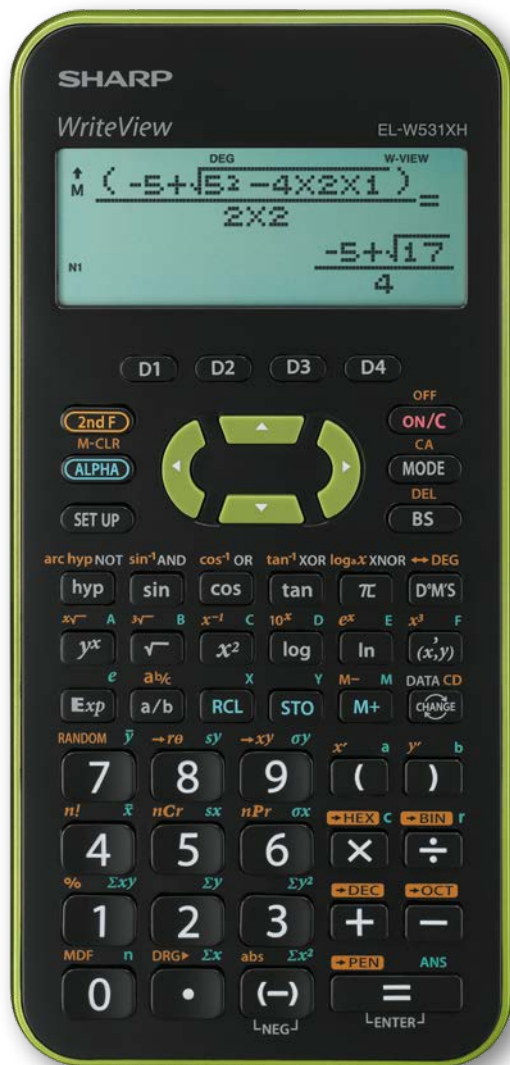 SHARP
WriteView EL-W531XH
DEG W-VIEW
M (-5+√5²-4×2×1)
2×2 =
N1 -5+√17
4
D1 D2 D3 D4
OFF
2nd F ON/C
M-CLR CA
ALPHA MODE
DEL
SET UP BS
arc hyp NOT sin⁻¹ AND cos⁻¹ OR tan⁻¹ XOR logₐx XNOR ↔DEG
hyp sin cos tan π D°M'S
ˣ√ A ³√ B x⁻¹ C 10ˣ D eˣ E x³ F
yˣ √ x² log ln (x,'y)
e aᵇ/c X Y M− M DATA CD
Exp a/b RCL STO M+ CHANGE
RANDOM ȳ →rθ sy →xy σy x' a y' b
7 8 9 ( )
n! x̄ nCr sx nPr σx →HEX c →BIN r
4 5 6 × ÷
% Σxy Σy Σy² →DEC →OCT
1 2 3 + −
MDF n DRG▸ Σx abs Σx² →PEN ANS
0 • (−) =
NEG ENTER